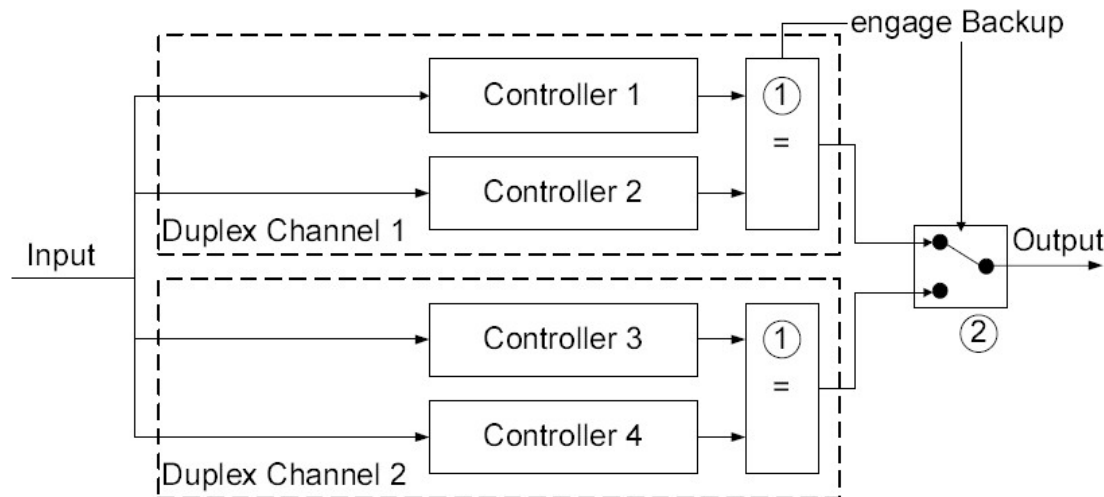 engage Backup
Controller 1
①
=
Controller 2
Duplex Channel 1
Input
Output
②
Controller 3
①
=
Controller 4
Duplex Channel 2